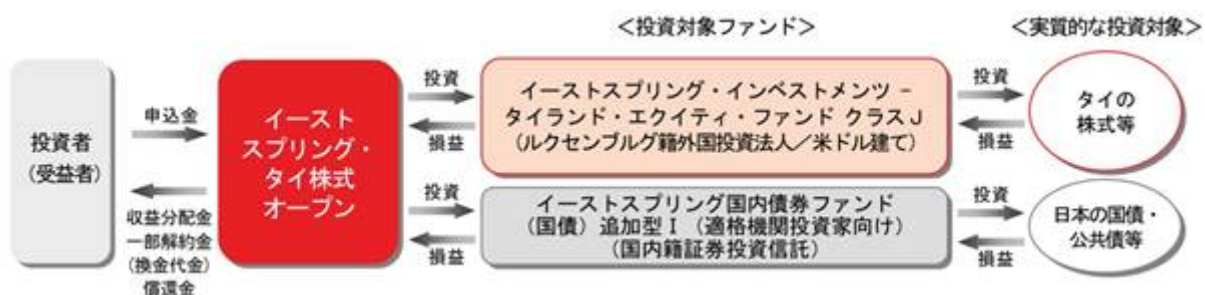 ＜投資対象ファンド＞
＜実質的な投資対象＞
投資者
（受益者）
申込金
収益分配金
一部解約金
(換金代金)
償還金
イースト
スプリング・
タイ株式
オープン
投資
損益
投資
損益
イーストスプリング・インベストメンツ －
タイランド・エクイティ・ファンド クラスＪ
（ルクセンブルグ籍外国投資法人／米ドル建て）
イーストスプリング国内債券ファンド
（国債）追加型Ⅰ（適格機関投資家向け）
（国内籍証券投資信託）
投資
損益
投資
損益
タイの
株式等
日本の国債・
公共債等